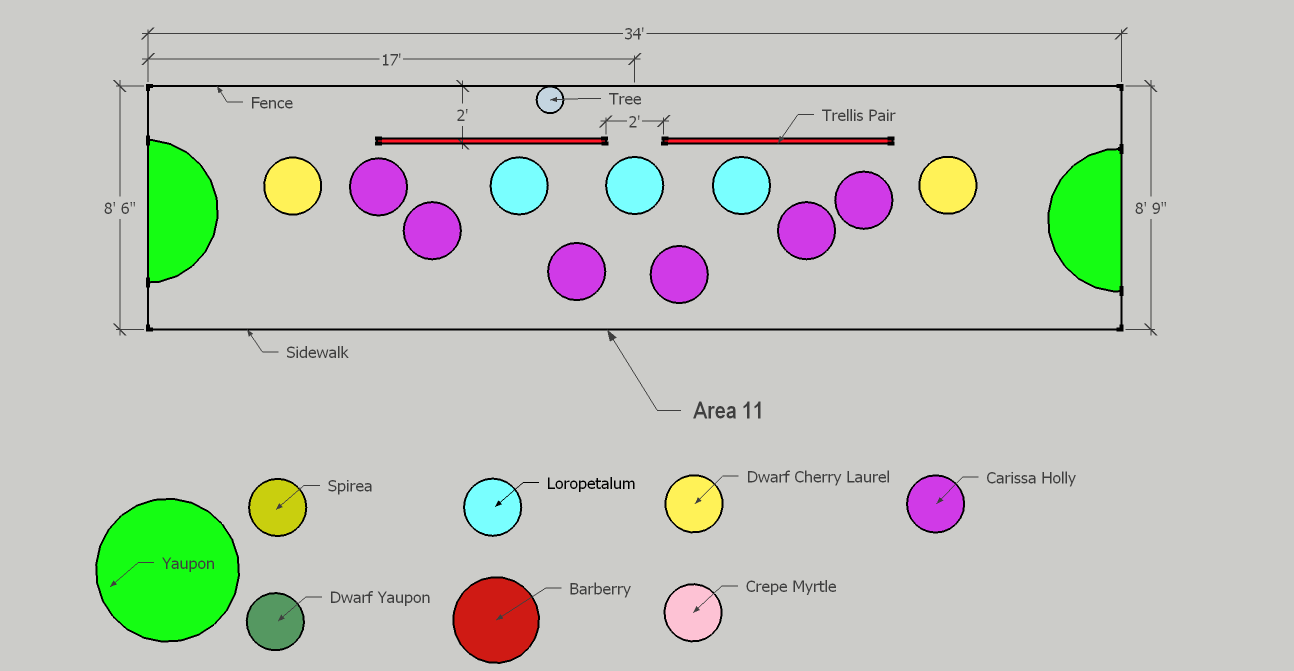 34'
17'
Fence
Tree
2'
2'
Trellis Pair
8' 6"
8' 9"
Sidewalk
Area 11
Spirea
Loropetalum
Dwarf Cherry Laurel
Carissa Holly
Yaupon
Dwarf Yaupon
Barberry
Crepe Myrtle